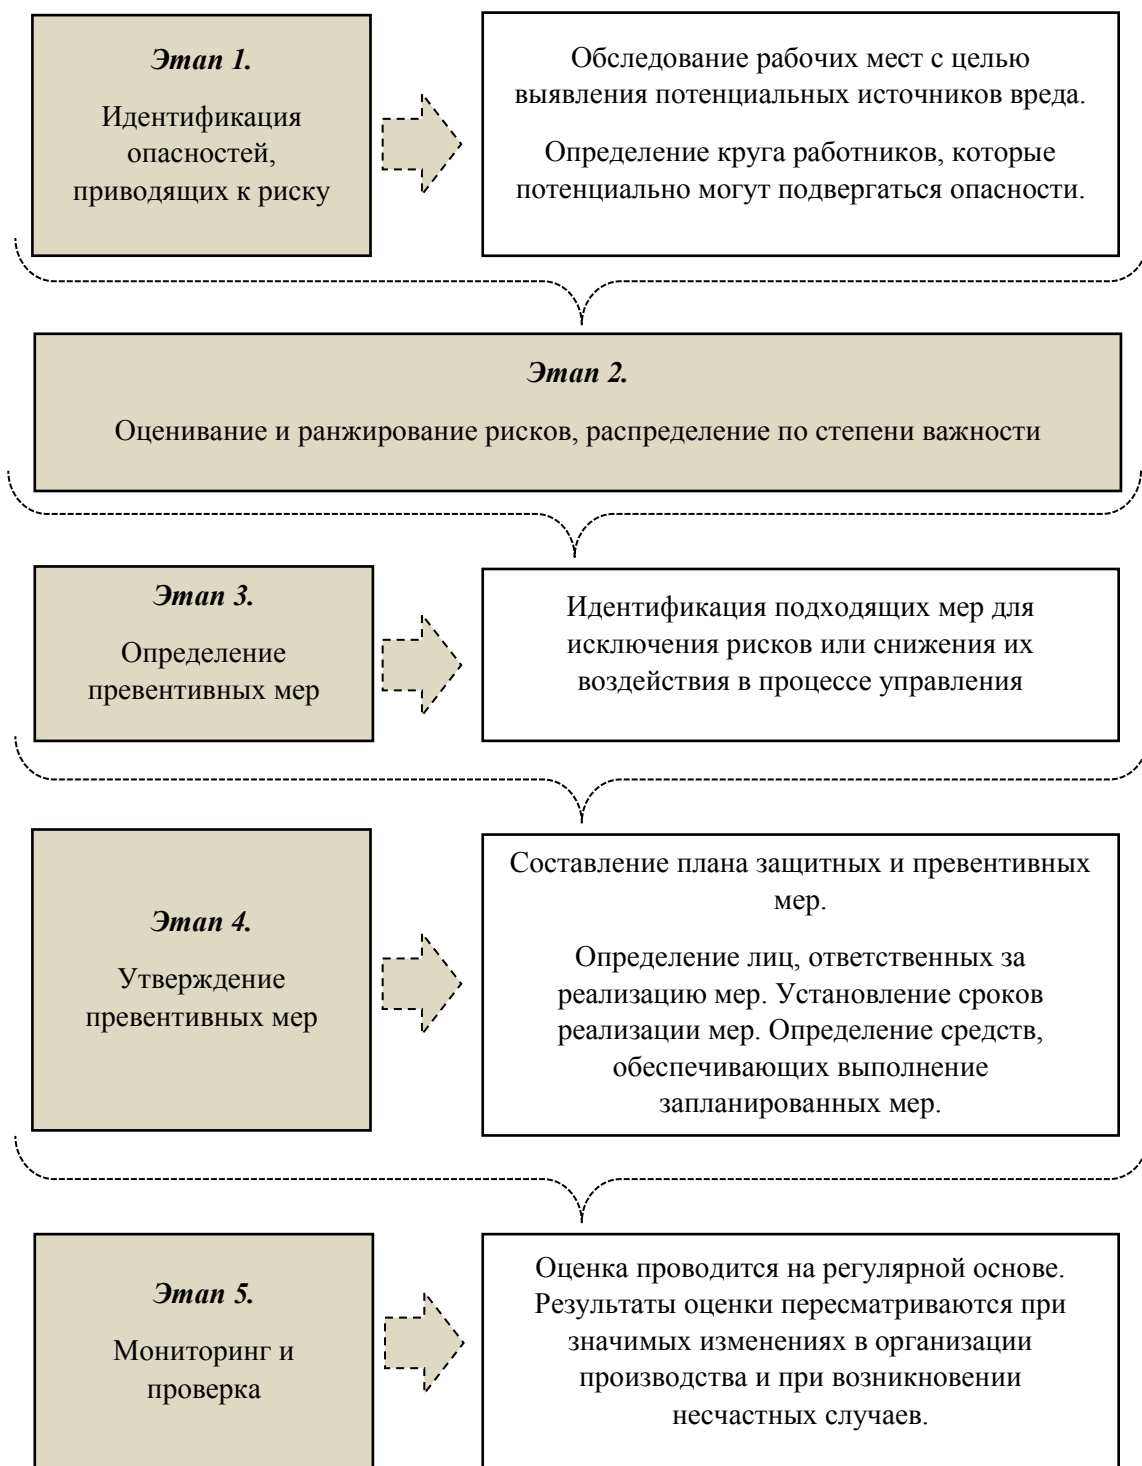 Этап 1.
Идентификация
опасностей,
приводящих к риску
Обследование рабочих мест с целью
выявления потенциальных источников вреда.
Определение круга работников, которые
потенциально могут подвергаться опасности.
Этап 2.
Оценивание и ранжирование рисков, распределение по степени важности
Этап 3.
Определение
превентивных мер
Идентификация подходящих мер для
исключения рисков или снижения их
воздействия в процессе управления
Этап 4.
Утверждение
превентивных мер
Составление плана защитных и превентивных
мер.
Определение лиц, ответственных за
реализацию мер. Установление сроков
реализации мер. Определение средств,
обеспечивающих выполнение
запланированных мер.
Этап 5.
Мониторинг и
проверка
Оценка проводится на регулярной основе.
Результаты оценки пересматриваются при
значимых изменениях в организации
производства и при возникновении
несчастных случаев.